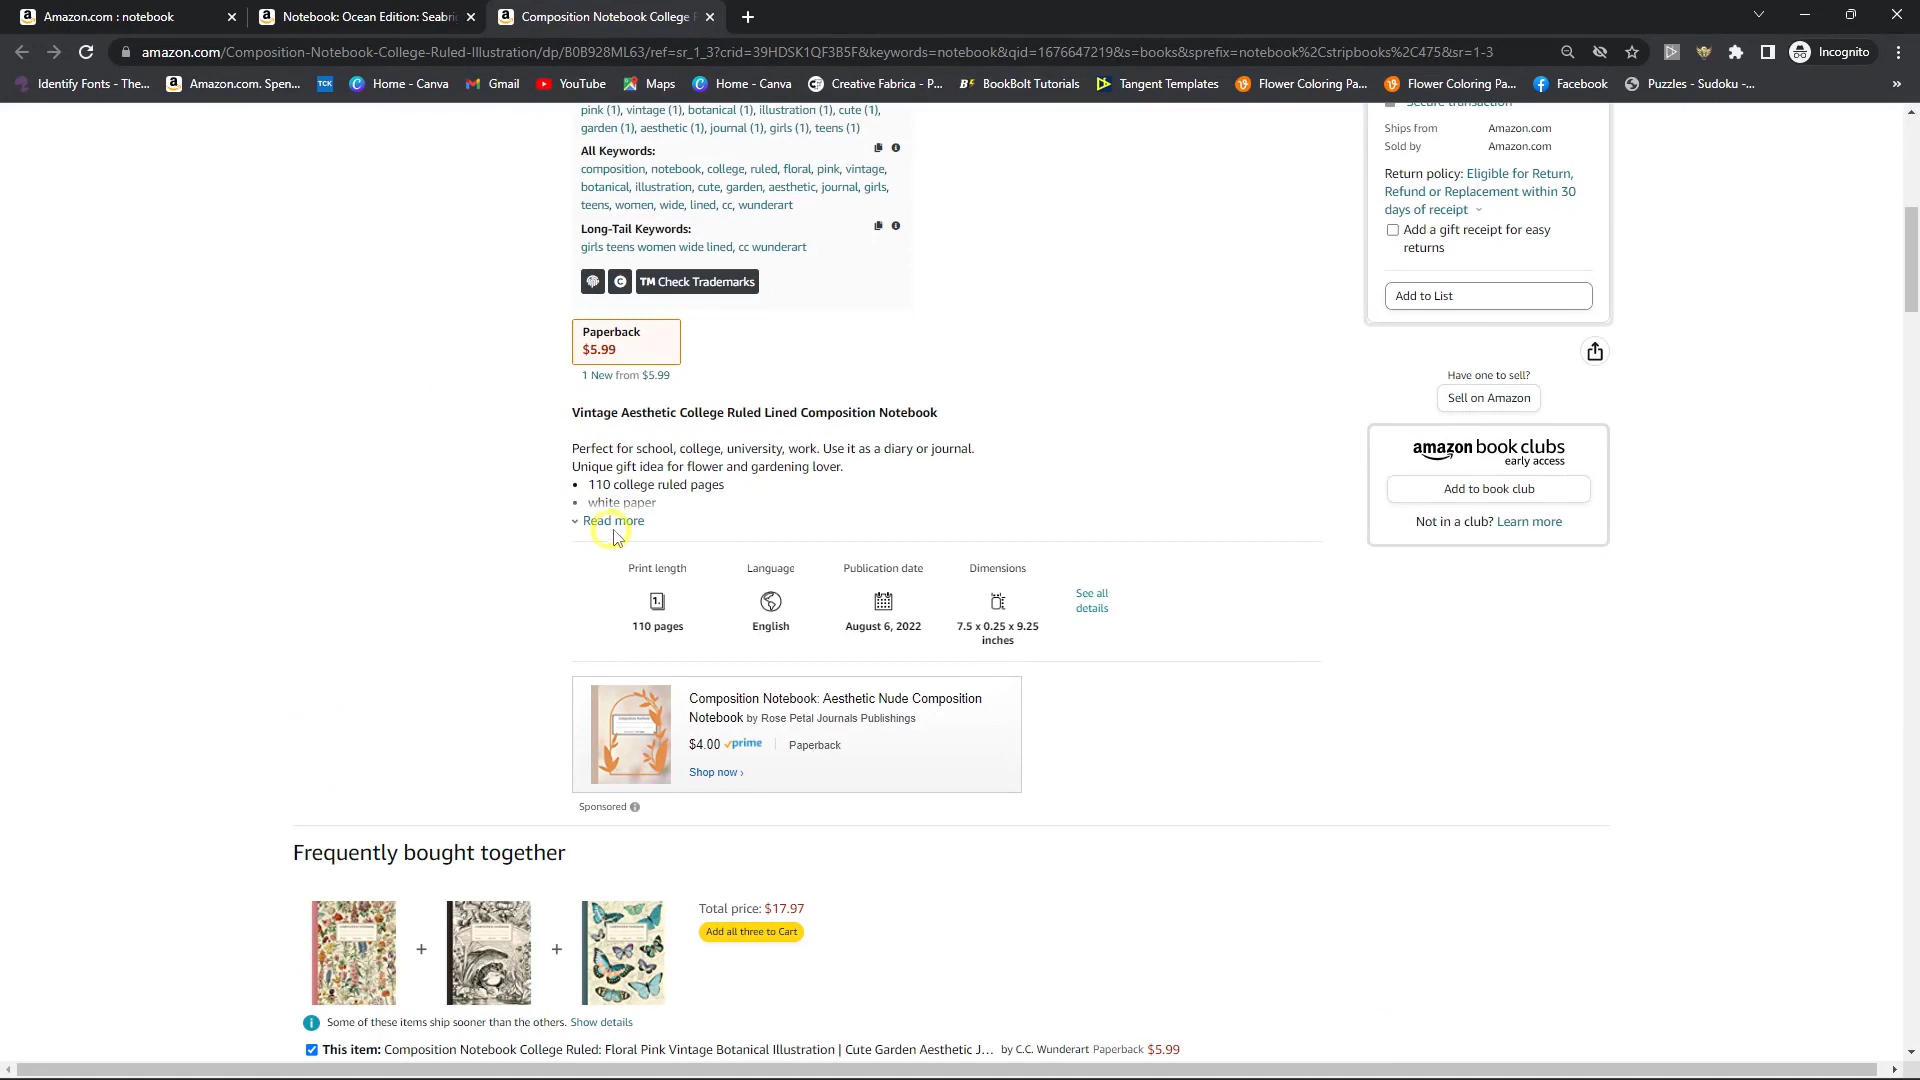 Amazon.com : notebook
Notebook: Ocean Edition: Seabri
Composition Notebook College F
amazon.com/Composition-Notebook-College-Ruled-Illustration/dp/B0B928ML63/ref=sr_1_3?crid=39HDSK1QF3B5F&keywords=notebook&qid=1676647219&s=books&sprefix=notebook%2Cstripbooks%2C475&sr=1-3
Incognito
Identify Fonts - The...
Amazon.com. Spen...
TCK
Home - Canva
Gmail
YouTube
Maps
Home - Canva
Creative Fabrica - P...
BookBolt Tutorials
Tangent Templates
Flower Coloring Pa...
Flower Coloring Pa...
Facebook
Puzzles - Sudoku -...
»
pink (1), vintage (1), botanical (1), illustration (1), cute (1),
garden (1), aesthetic (1), journal (1), girls (1), teens (1)
All Keywords:
composition, notebook, college, ruled, floral, pink, vintage,
botanical, illustration, cute, garden, aesthetic, journal, girls,
teens, women, wide, lined, cc, wunderart
Long-Tail Keywords:
girls teens women wide lined, cc wunderart
TM Check Trademarks
Paperback
$5.99
1 New from $5.99
Vintage Aesthetic College Ruled Lined Composition Notebook
Perfect for school, college, university, work. Use it as a diary or journal.
Unique gift idea for flower and gardening lover.
• 110 college ruled pages
• white paper
Read more
Print length
1.
110 pages
Language
English
Publication date
August 6, 2022
Dimensions
7.5 x 0.25 x 9.25
inches
See all
details
Composition Notebook: Aesthetic Nude Composition
Notebook by Rose Petal Journals Publishings
$4.00 prime
Paperback
Shop now ›
Sponsored
Secure transaction
Ships from Amazon.com
Sold by Amazon.com
Return policy: Eligible for Return,
Refund or Replacement within 30
days of receipt
Add a gift receipt for easy
returns
Add to List
Have one to sell?
Sell on Amazon
amazon book clubs
early access
Add to book club
Not in a club? Learn more
Frequently bought together
+
+
Total price: $17.97
Add all three to Cart
Some of these items ship sooner than the others. Show details
This item: Composition Notebook College Ruled: Floral Pink Vintage Botanical Illustration | Cute Garden Aesthetic J... by C.C. Wunderart Paperback $5.99